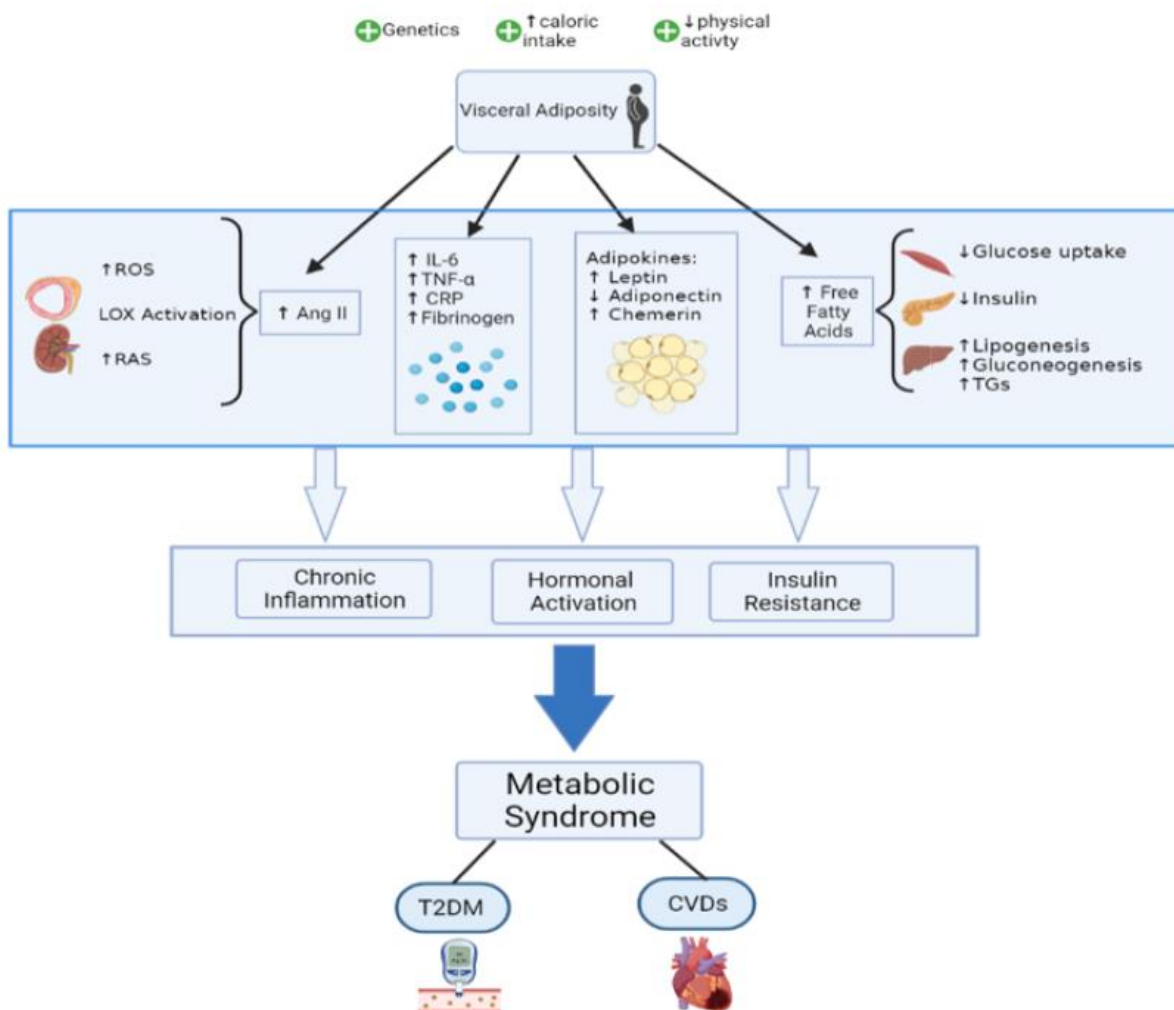 Genetics
↑ caloric
intake
↓ physical
activty
Visceral Adiposity
↑ROS
LOX Activation
↑RAS
↑ Ang II
↑ IL-6
↑TNF-α
↑ CRP
↑Fibrinogen
Adipokines:
↑ Leptin
↓ Adiponectin
↑ Chemerin
↑ Free
Fatty
Acids
↓Glucose uptake
↓Insulin
↑Lipogenesis
↑Gluconeogenesis
↑TGs
Chronic
Inflammation
Hormonal
Activation
Insulin
Resistance
Metabolic
Syndrome
T2DM
CVDs